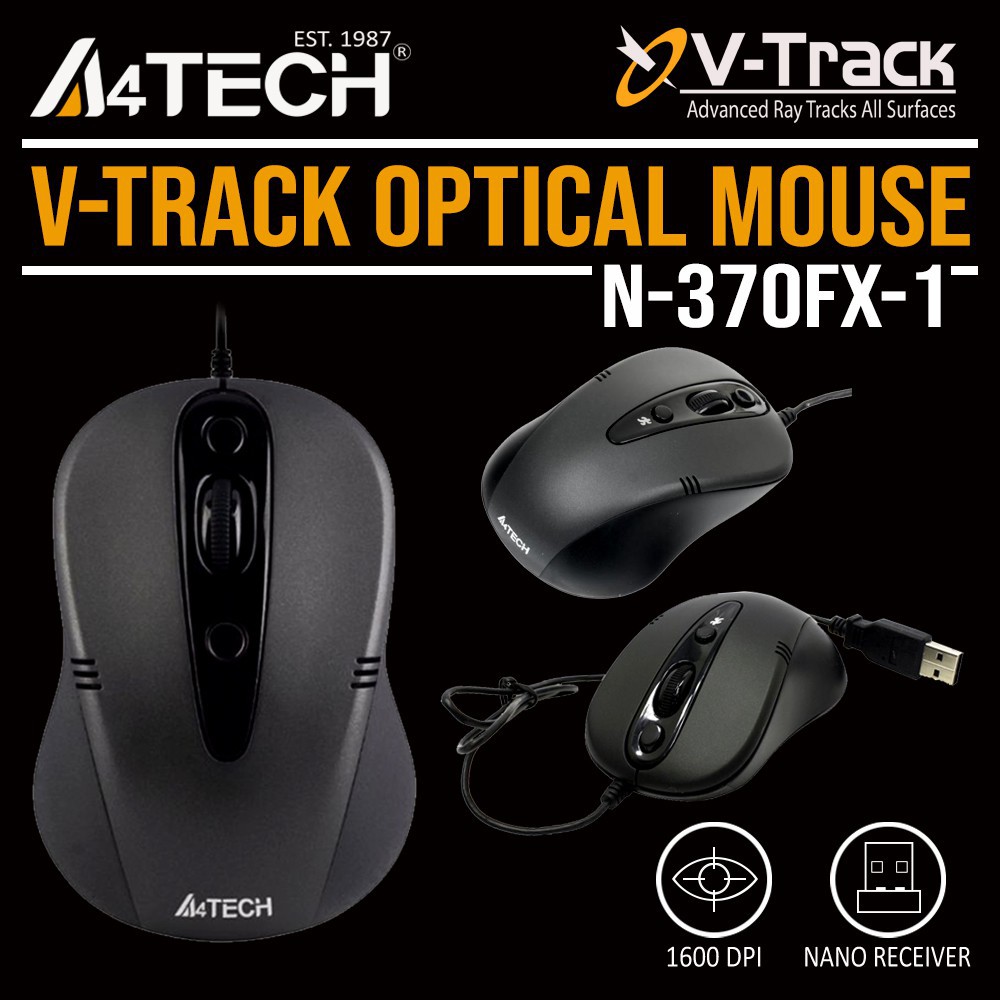 EST. 1987
A4TECH®
V-Track
Advanced Ray Tracks All Surfaces
V-TRACK OPTICAL MOUSE
N-370FX-1
A4TECH
A4TECH
1600 DPI
NANO RECEIVER